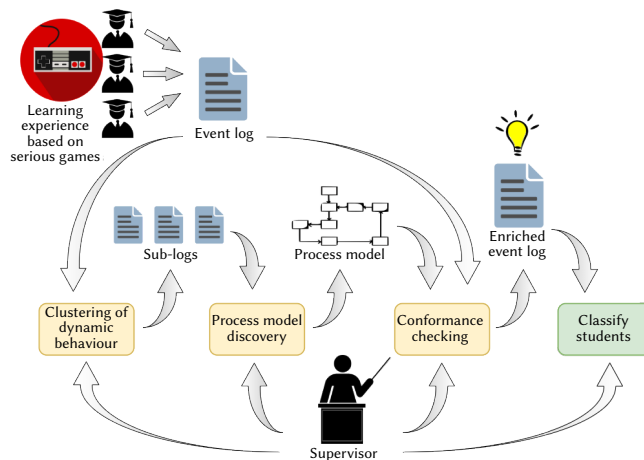 Learning
experience
based on
serious games
Event log
Sub-logs
Process model
Enriched
event log
Clustering of
dynamic
behaviour
Process model
discovery
Conformance
checking
Classify
students
Supervisor